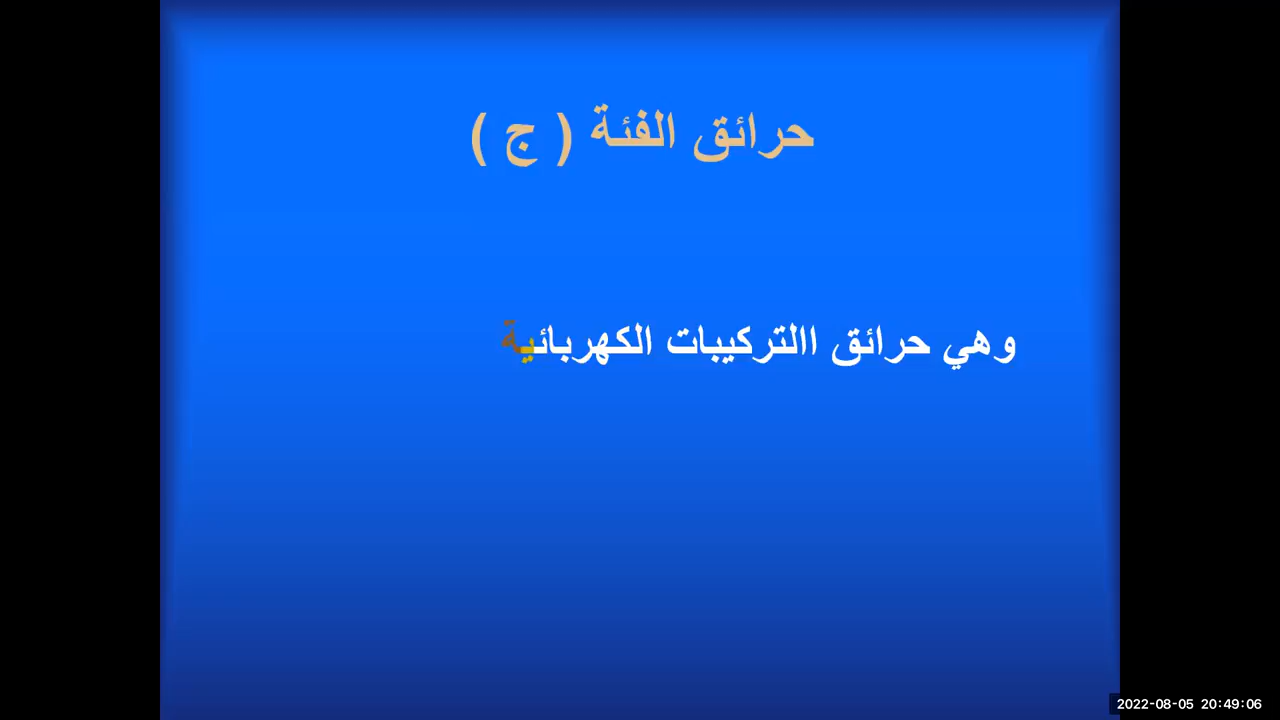 حرائق الفئة ( ج )
وهي حرائق االتركيبات الكهربائية
2022-08-05 20:49:06